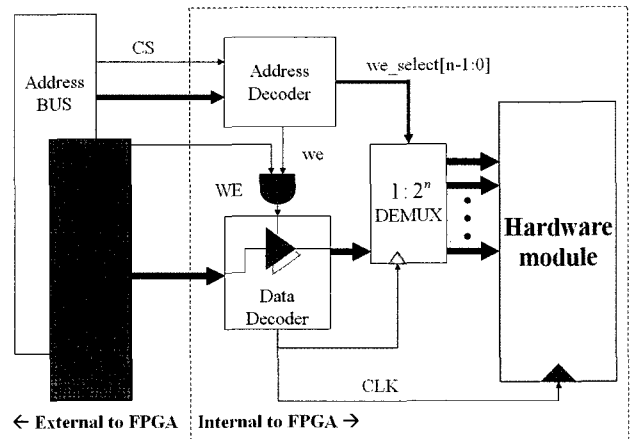 CS
Address
BUS
Address
Decoder
we_select[n-1:0]
we
WE
1 : 2ⁿ
DEMUX
Hardware
module
Data
Decoder
CLK
← External to FPGA
Internal to FPGA →